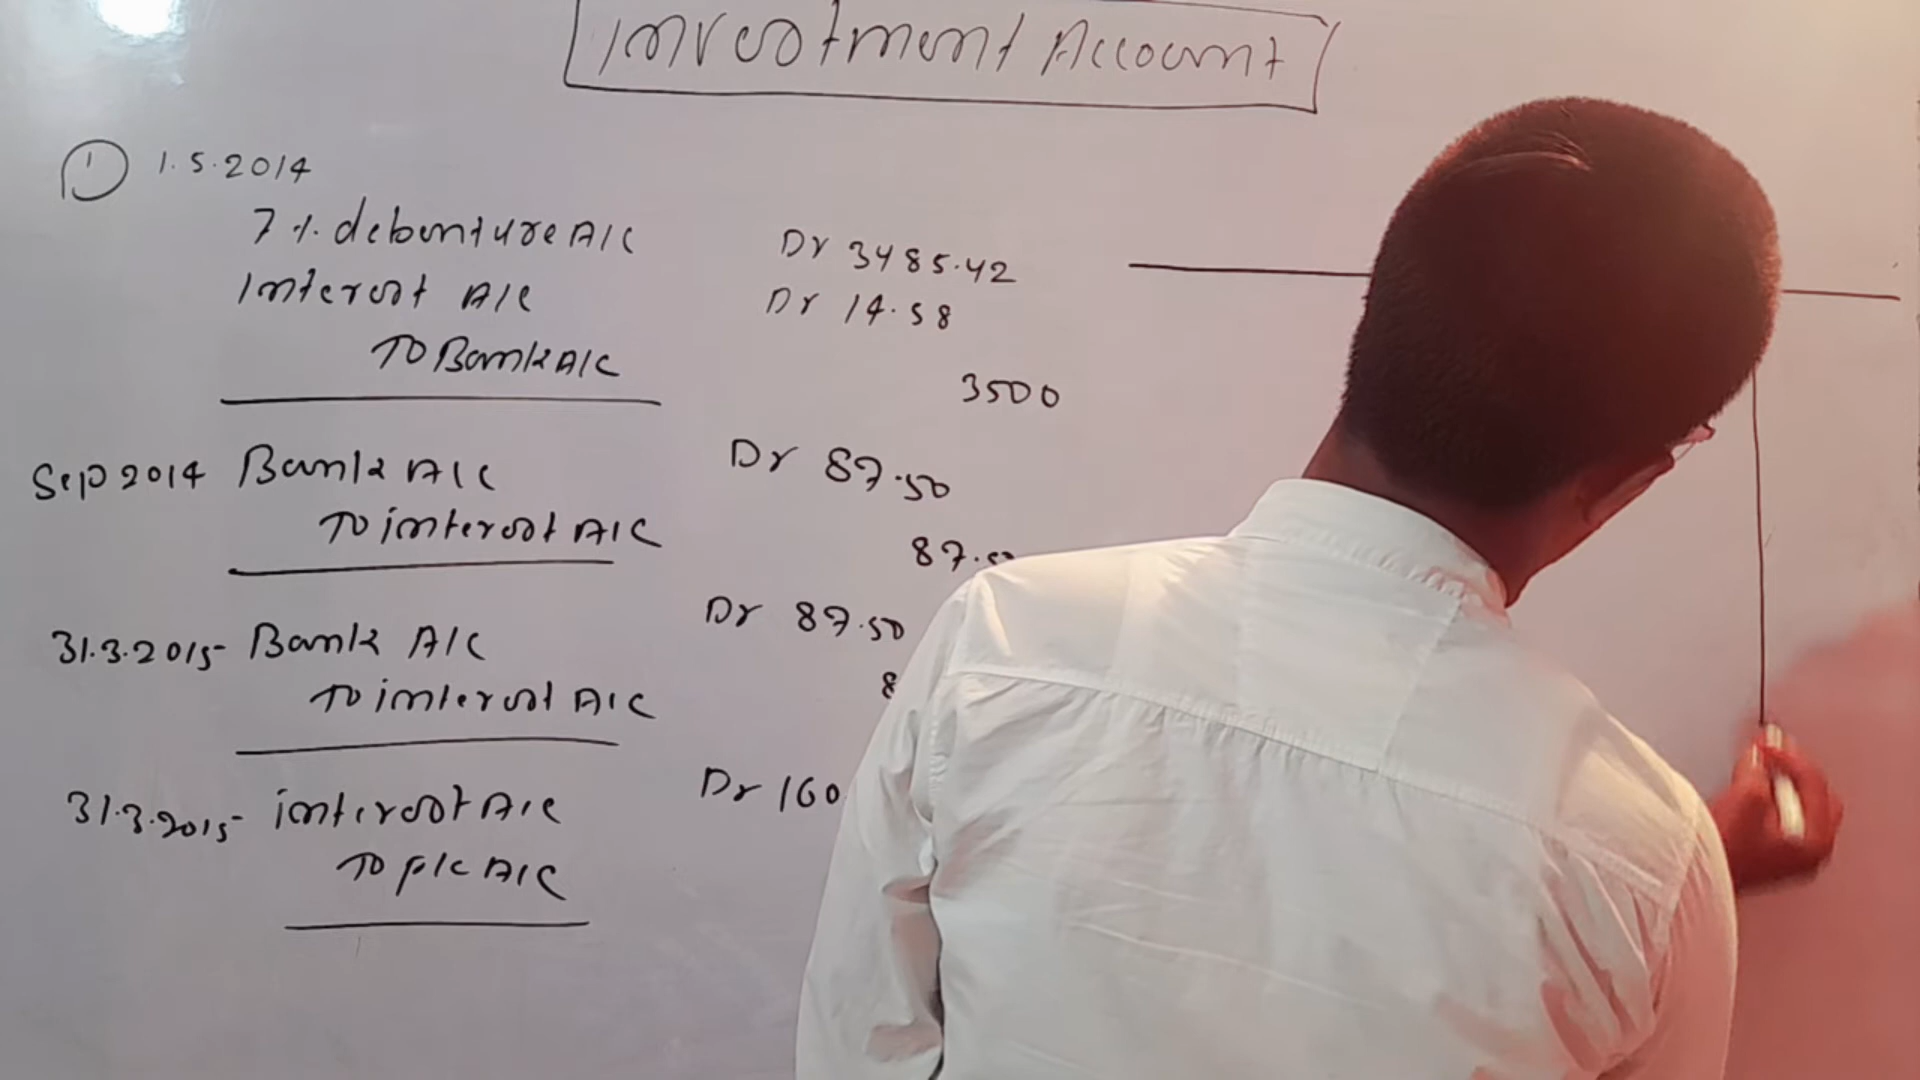 Investment Account
① 1.5.2014
7 % debenture A/C Dr 3485.42
Interest A/C Dr 14.58
To Bank A/C
3500
Sep 2014 Bank A/C Dr 87.50
To interest A/C
87.50
31.3.2015 Bank A/C Dr 87.50
To interest A/C 8
31.3.2015 interest A/C Dr 160.
To P/L A/C